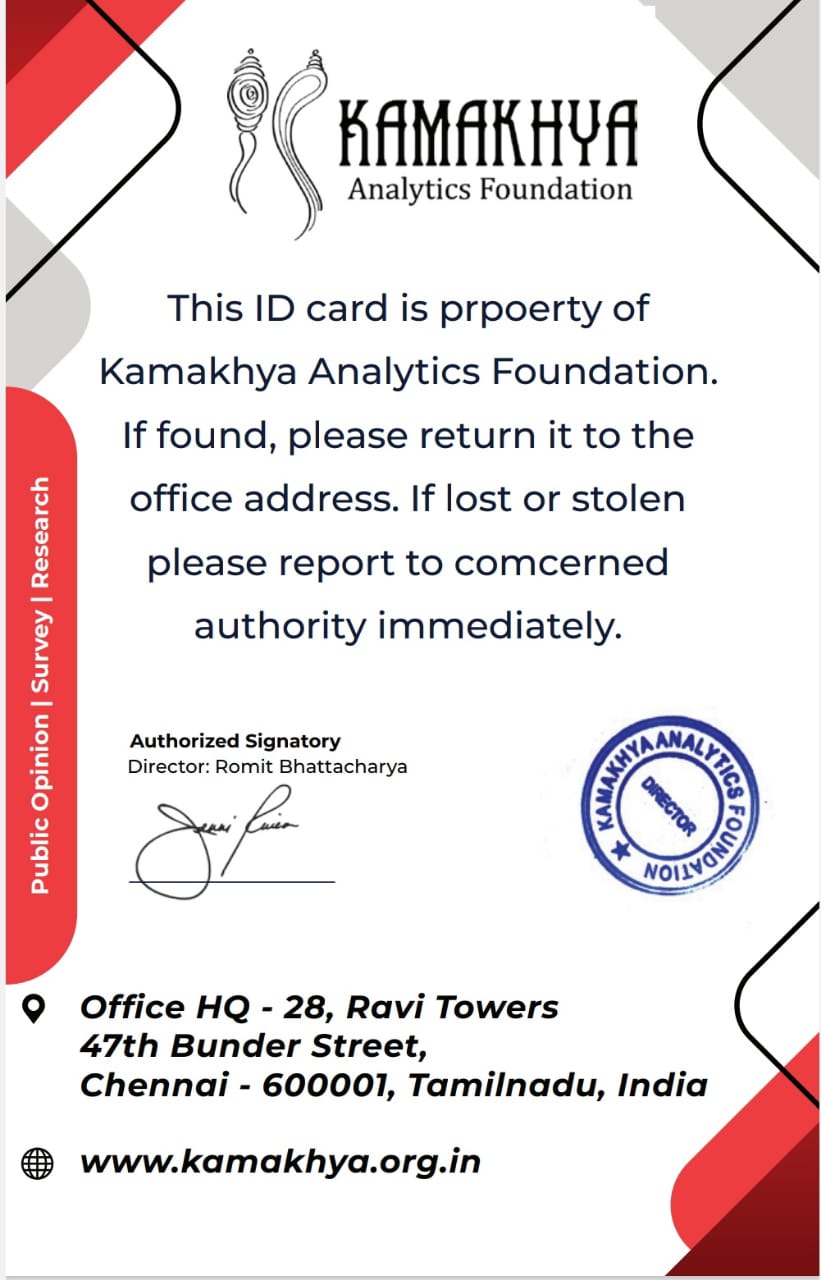 KAMAKHYA
Analytics Foundation
This ID card is prpoerty of
Kamakhya Analytics Foundation.
If found, please return it to the
office address. If lost or stolen
please report to comcerned
authority immediately.
Public Opinion | Survey | Research
Authorized Signatory
Director: Romit Bhattacharya
KAMAKHYA ANALYTICS FOUNDATION
DIRECTOR
Office HQ - 28, Ravi Towers
47th Bunder Street,
Chennai - 600001, Tamilnadu, India
www.kamakhya.org.in